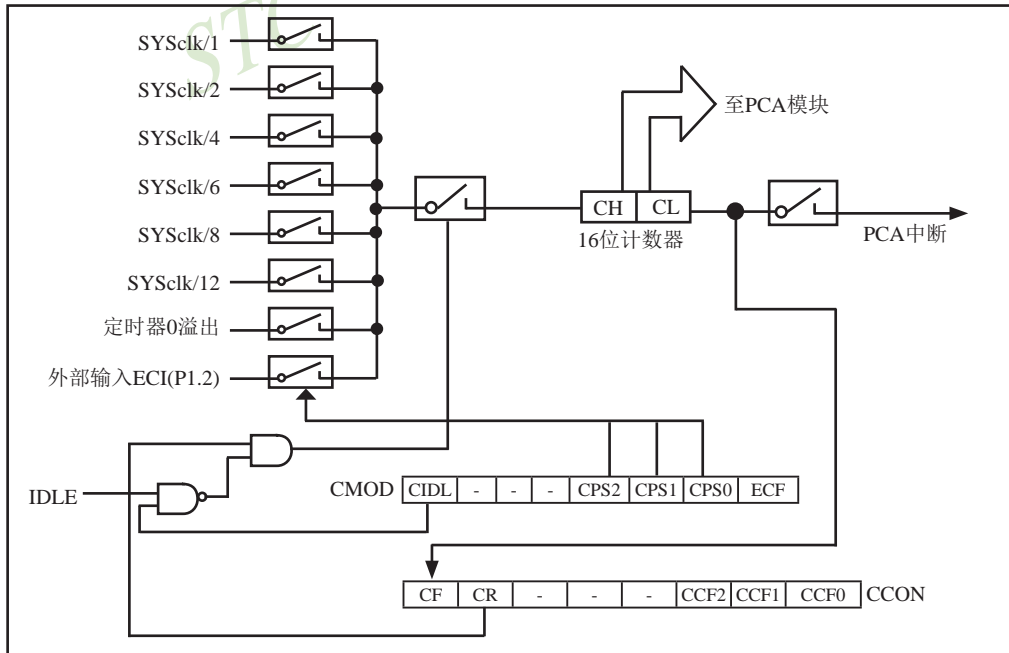 STC
SYSclk/1
SYSclk/2
SYSclk/4
SYSclk/6
SYSclk/8
SYSclk/12
定时器0溢出
外部输入ECI(P1.2)
至PCA模块
CH CL
16位计数器
PCA中断
IDLE
CMOD CIDL - - - CPS2 CPS1 CPS0 ECF
CF CR - - - CCF2 CCF1 CCF0 CCON